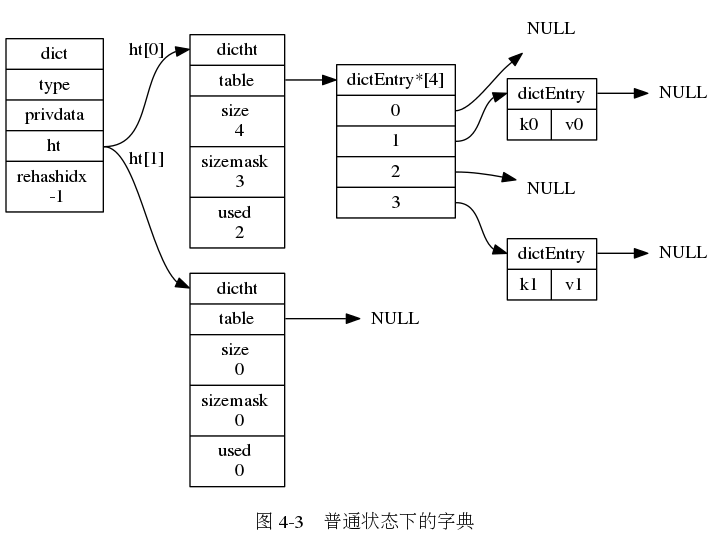 dict
type
privdata
ht
rehashidx
-1
ht[0]
ht[1]
dictht
table
size
4
sizemask
3
used
2
dictht
table
size
0
sizemask
0
used
0
NULL
dictEntry*[4]
0
1
2
3
NULL
dictEntry
k0 v0
NULL
NULL
dictEntry
k1 v1
NULL
图 4-3 普通状态下的字典